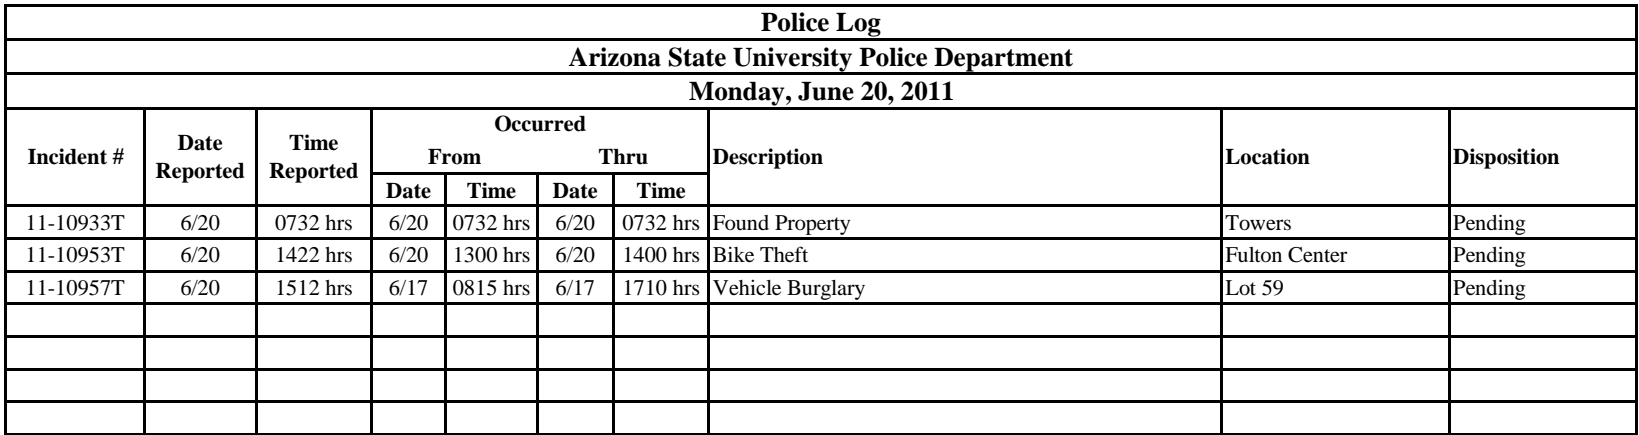 Police Log
Arizona State University Police Department
Monday, June 20, 2011
Incident # Date Reported Time Reported Occurred Description Location Disposition
From Thru
Date Time Date Time
11-10933T 6/20 0732 hrs 6/20 0732 hrs 6/20 0732 hrs Found Property Towers Pending
11-10953T 6/20 1422 hrs 6/20 1300 hrs 6/20 1400 hrs Bike Theft Fulton Center Pending
11-10957T 6/20 1512 hrs 6/17 0815 hrs 6/17 1710 hrs Vehicle Burglary Lot 59 Pending